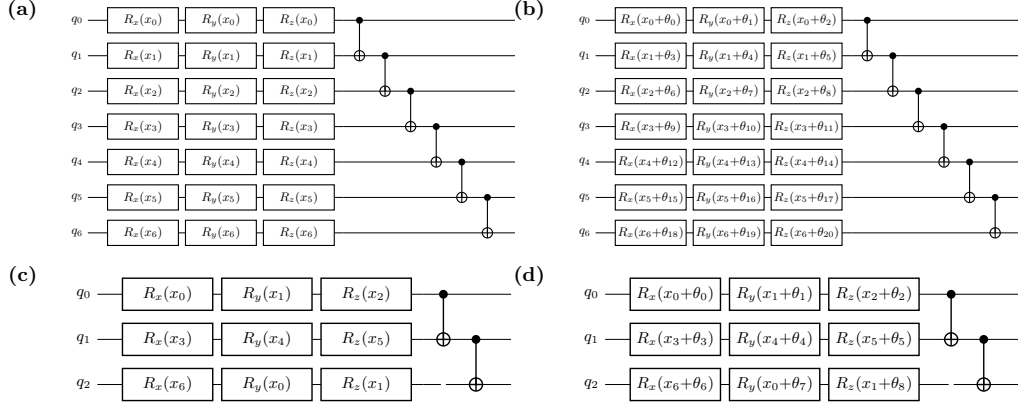 (a)
q0 Rx(x0) Ry(x0) Rz(x0)
q1 Rx(x1) Ry(x1) Rz(x1)
q2 Rx(x2) Ry(x2) Rz(x2)
q3 Rx(x3) Ry(x3) Rz(x3)
q4 Rx(x4) Ry(x4) Rz(x4)
q5 Rx(x5) Ry(x5) Rz(x5)
q6 Rx(x6) Ry(x6) Rz(x6)
(b)
q0 Rx(x0+θ0) Ry(x0+θ1) Rz(x0+θ2)
q1 Rx(x1+θ3) Ry(x1+θ4) Rz(x1+θ5)
q2 Rx(x2+θ6) Ry(x2+θ7) Rz(x2+θ8)
q3 Rx(x3+θ9) Ry(x3+θ10) Rz(x3+θ11)
q4 Rx(x4+θ12) Ry(x4+θ13) Rz(x4+θ14)
q5 Rx(x5+θ15) Ry(x5+θ16) Rz(x5+θ17)
q6 Rx(x6+θ18) Ry(x6+θ19) Rz(x6+θ20)
(c)
q0 Rx(x0) Ry(x1) Rz(x2)
q1 Rx(x3) Ry(x4) Rz(x5)
q2 Rx(x6) Ry(x0) Rz(x1)
(d)
q0 Rx(x0+θ0) Ry(x1+θ1) Rz(x2+θ2)
q1 Rx(x3+θ3) Ry(x4+θ4) Rz(x5+θ5)
q2 Rx(x6+θ6) Ry(x0+θ7) Rz(x1+θ8)